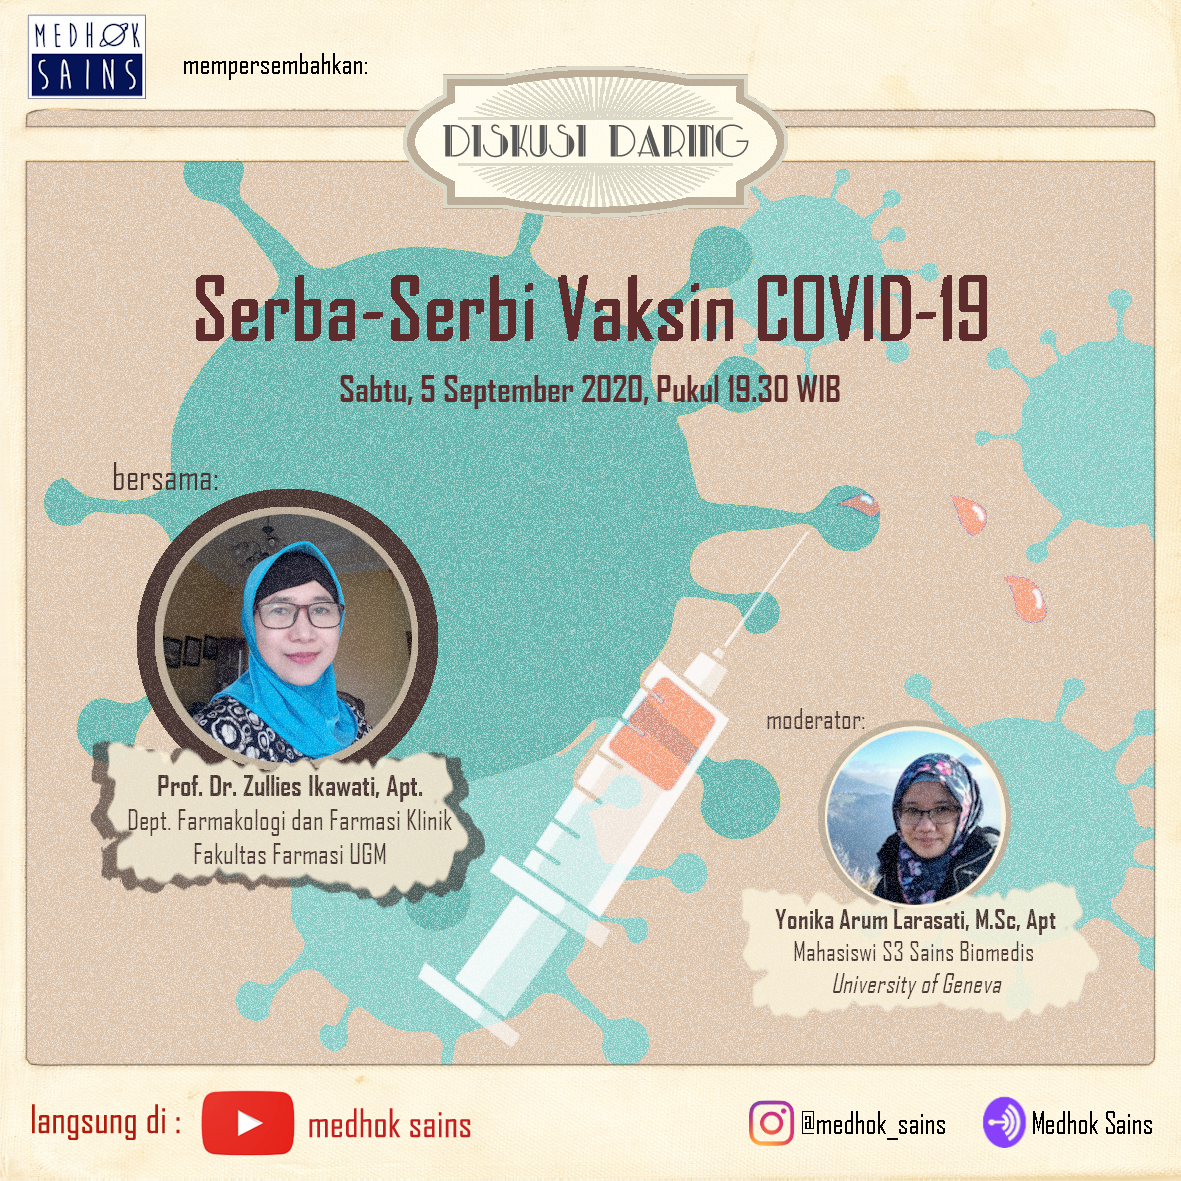 MEDHOK
SAINS
mempersembahkan:
DISKUSI DARING
Serba-Serbi Vaksin COVID-19
Sabtu, 5 September 2020, Pukul 19.30 WIB
bersama:
Prof. Dr. Zullies Ikawati, Apt.
Dept. Farmakologi dan Farmasi Klinik
Fakultas Farmasi UGM
moderator:
Yonika Arum Larasati, M.Sc, Apt
Mahasiswi S3 Sains Biomedis
University of Geneva
langsung di : medhok sains
@medhok_sains
Medhok Sains